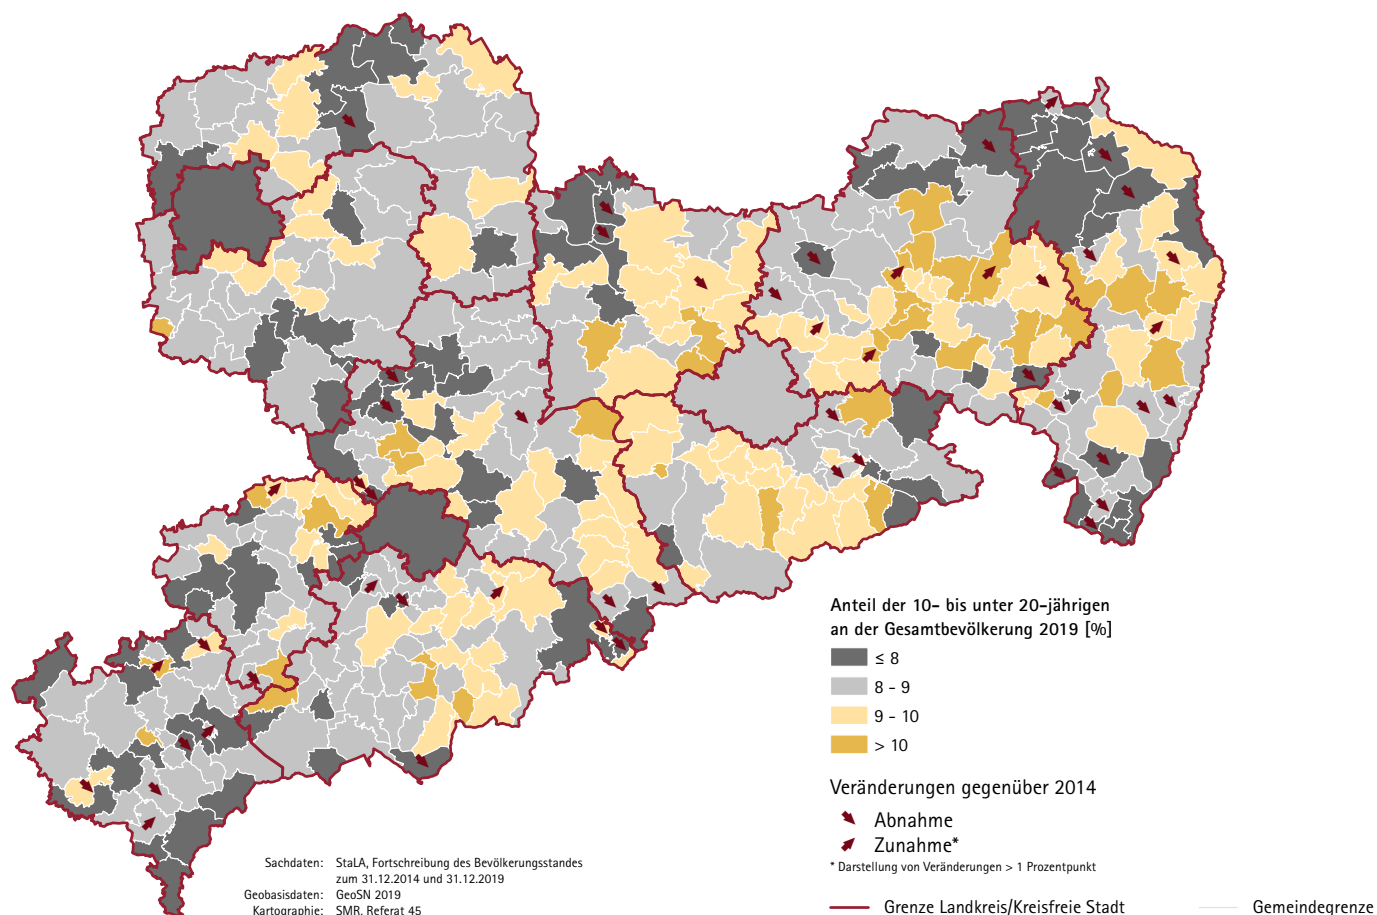 Anteil der 10- bis unter 20-jährigen
an der Gesamtbevölkerung 2019 [%]
≤ 8
8 - 9
9 - 10
> 10
Veränderungen gegenüber 2014
Abnahme
Zunahme*
* Darstellung von Veränderungen > 1 Prozentpunkt
Sachdaten: StaLA, Fortschreibung des Bevölkerungsstandes
zum 31.12.2014 und 31.12.2019
Geobasisdaten: GeoSN 2019
Kartographie: SMR, Referat 45
Grenze Landkreis/Kreisfreie Stadt
Gemeindegrenze